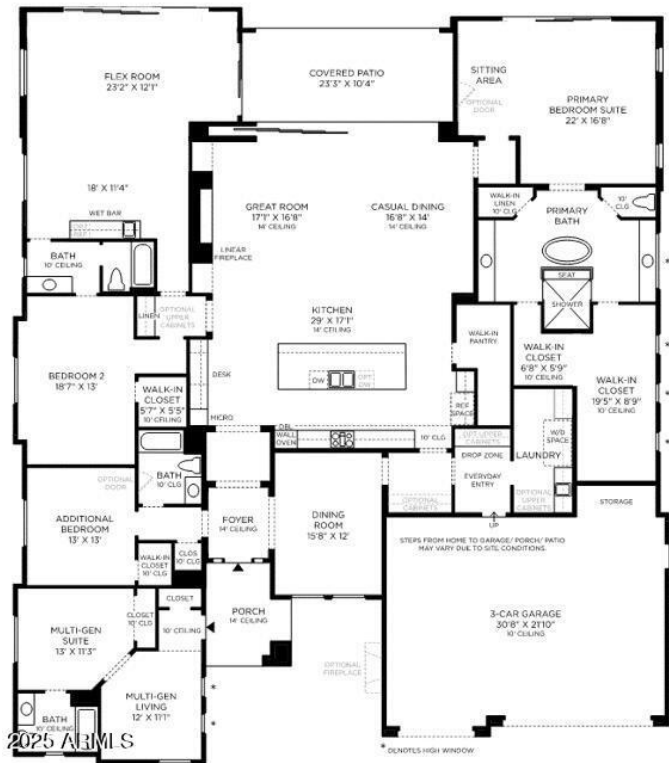 FLEX ROOM
23'2" X 12'1"
COVERED PATIO
23'3" X 10'4"
SITTING
AREA
OPTIONAL
DOOR
PRIMARY
BEDROOM SUITE
22' X 16'8"
18' X 11'4"
WET BAR
BATH
10' CEILING
GREAT ROOM
17'1" X 16'8"
14' CEILING
CASUAL DINING
16'8" X 14'
14' CEILING
LINEAR
FIREPLACE
WALK-IN
LINEN
10' CLG
10'
CLG
PRIMARY
BATH
SEAT
SHOWER
LINEN
OPTIONAL
UPPER
CABINETS
KITCHEN
29' X 17'1"
14' CEILING
WALK-IN
PANTRY
WALK-IN
CLOSET
6'8" X 5'9"
10' CEILING
WALK-IN
CLOSET
19'5" X 8'9"
10' CEILING
BEDROOM 2
18'7" X 13'
WALK-IN
CLOSET
5'7" X 5'5"
10' CEILING
DESK
MICRO
DW
OPT
DW
REF
SPACE
DBL
WALL
OVEN
10' CLG
OPT UPPER
CABINETS
DROP ZONE
EVERYDAY
ENTRY
LAUNDRY
W/D
SPACE
OPTIONAL
UPPER
CABINETS
OPTIONAL
CABINETS
UP
STORAGE
BATH
10' CLG
OPTIONAL
DOOR
ADDITIONAL
BEDROOM
13' X 13'
WALK-IN
CLOSET
10' CLG
CLOS
10' CLG
FOYER
14' CEILING
DINING
ROOM
15'8" X 12'
STEPS FROM HOME TO GARAGE/ PORCH/ PATIO
MAY VARY DUE TO SITE CONDITIONS.
3-CAR GARAGE
30'8" X 21'10"
10' CEILING
PORCH
14' CEILING
OPTIONAL
FIREPLACE
MULTI-GEN
SUITE
13' X 11'3"
CLOSET
10' CLG
CLOSET
10' CEILING
MULTI-GEN
LIVING
12' X 11'1"
BATH
10' CEILING
* DENOTES HIGH WINDOW
2025 ARMLS